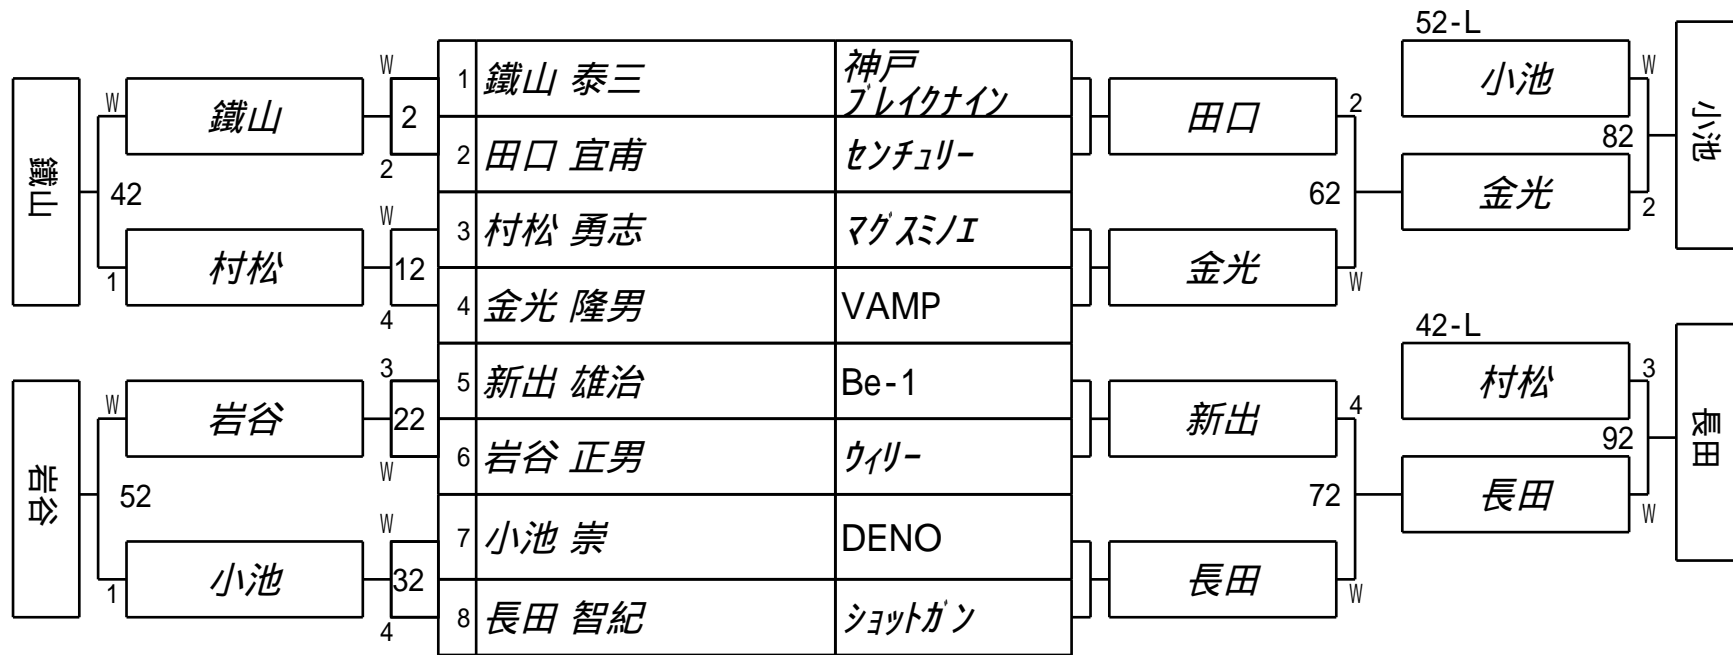 52-L
W
1 鐵山 泰三 神戸
ブレイクナイン
小池
W
W
鐵山
2
田口
2
小池
2
2 田口 宜甫 センチュリー
82
鐵山
42
W
62
金光
2
3 村松 勇志 マグスミノエ
村松
12
金光
1
W
4
4 金光 隆男 VAMP
42-L
3
5 新出 雄治 Be-1
村松
3
W
岩谷
22
新出
4
長田
W
6 岩谷 正男 ウィリー
92
岩谷
52
W
72
長田
W
7 小池 崇 DENO
小池
32
長田
1
W
4
8 長田 智紀 ショットガン